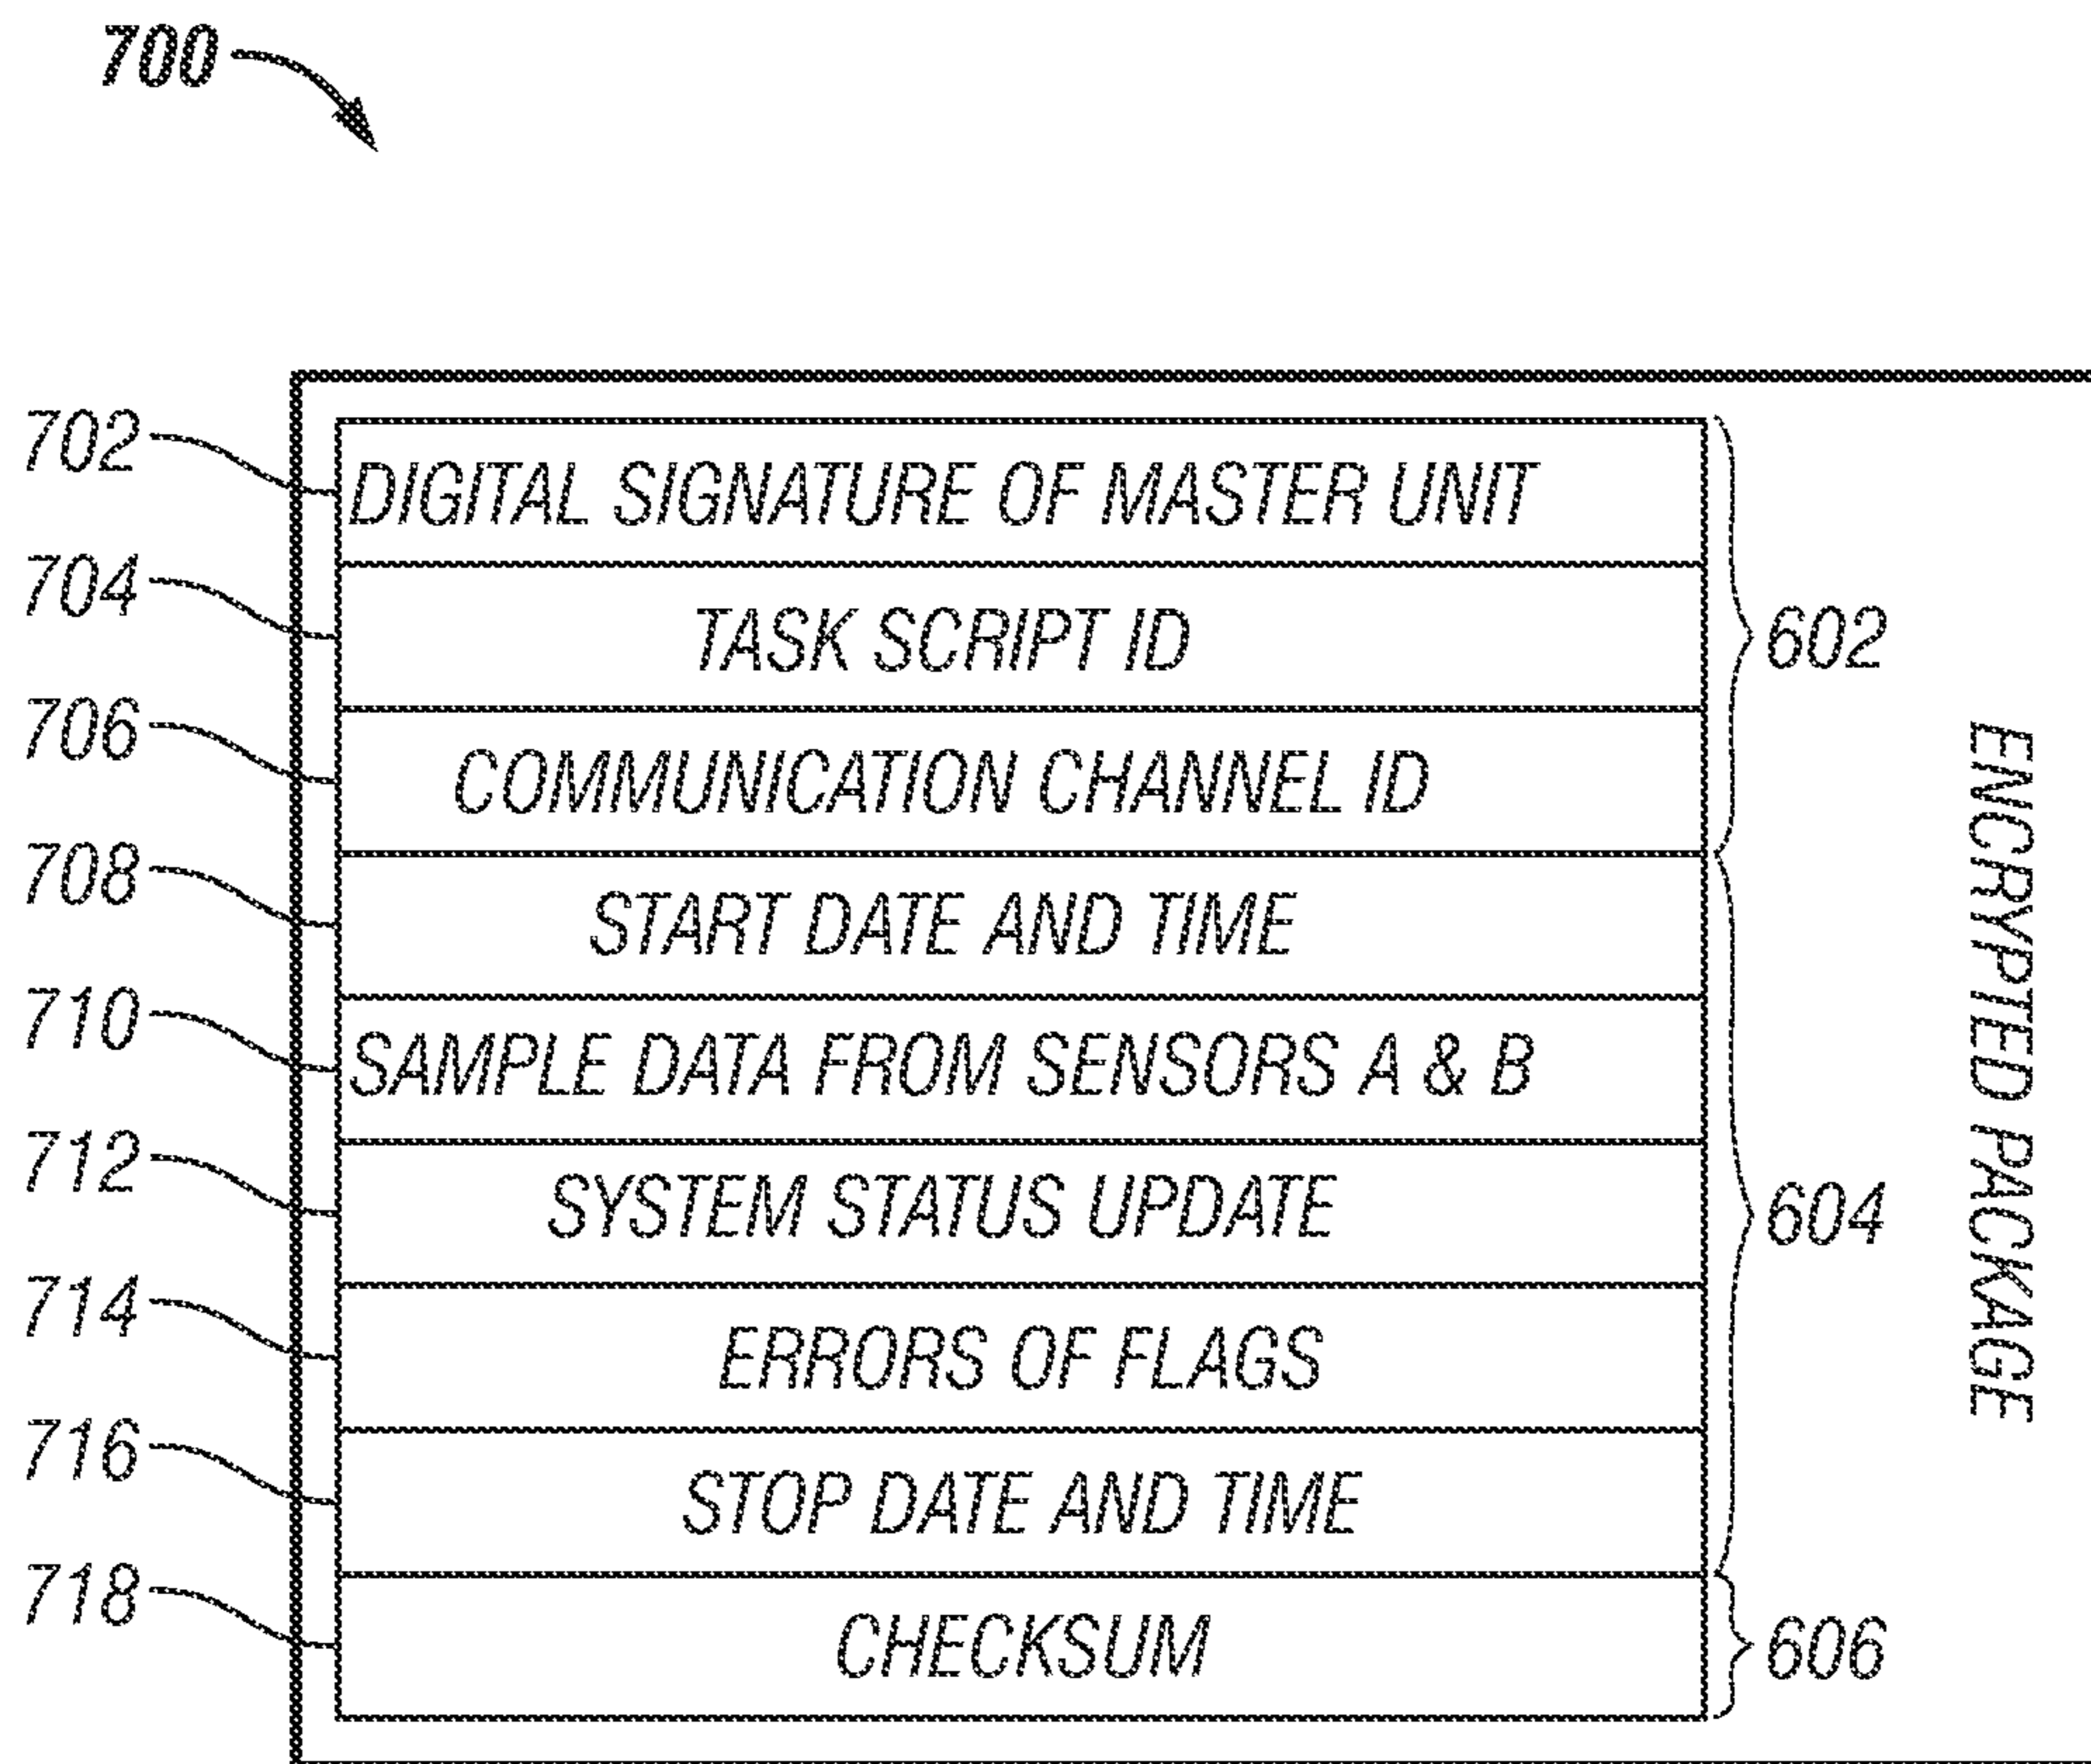 700
702 DIGITAL SIGNATURE OF MASTER UNIT
704 TASK SCRIPT ID 602
706 COMMUNICATION CHANNEL ID
708 START DATE AND TIME
710 SAMPLE DATA FROM SENSORS A & B
712 SYSTEM STATUS UPDATE 604
714 ERRORS OF FLAGS
716 STOP DATE AND TIME
718 CHECKSUM 606
ENCRYPTED PACKAGE